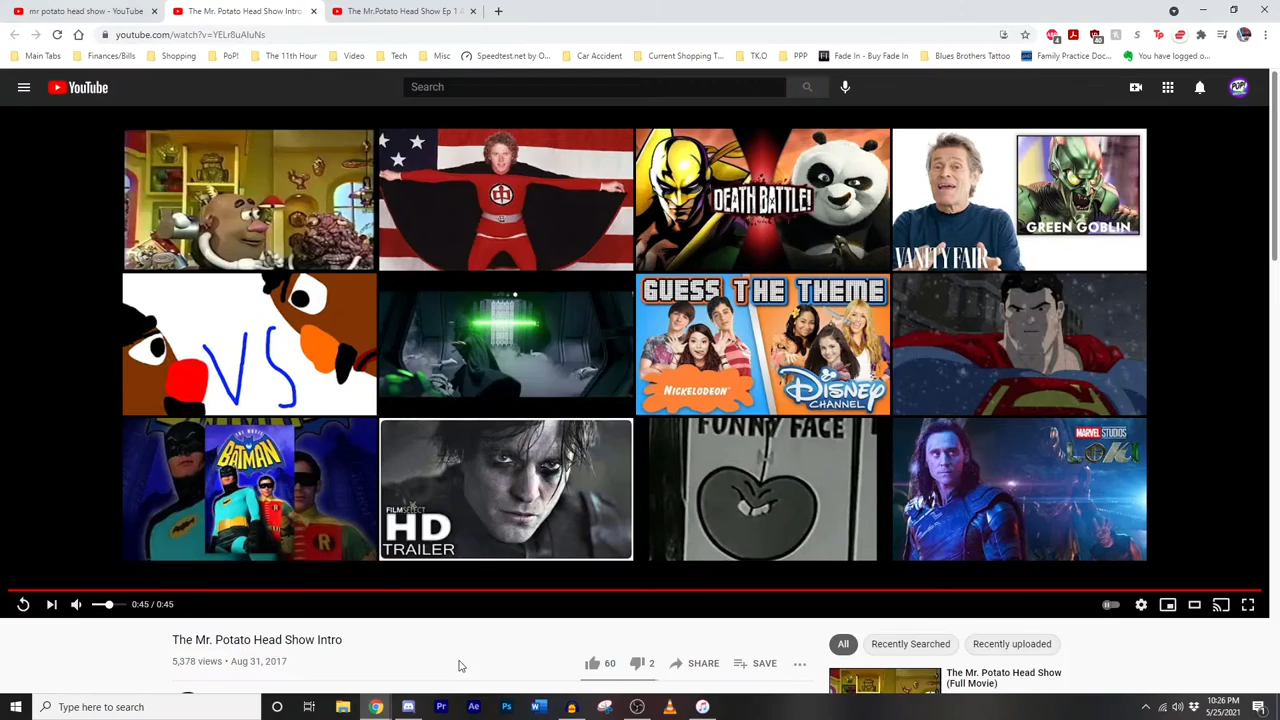 mr potato head show - YouTube
The Mr. Potato Head Show Intro
The Mr.Potato Head Show Ep 1 A
youtube.com/watch?v=YELr8uAIuNs
Main Tabs
Finances/Bills
Shopping
PoP!
The 11th Hour
Video
Tech
Misc
Speedtest.net by O...
Car Accident
Current Shopping T...
TK.O
PPP
Fade In - Buy Fade In
Blues Brothers Tattoo
Family Practice Doc...
You have logged o...
YouTube
Search
POP!
DEATH BATTLE!
VANITY FAIR
GREEN GOBLIN
VS
GUESS THE THEME
NICKELODEON
Disney
CHANNEL
THE MOVIE
BATMAN
R
FILMSELECT
HD
TRAILER
FUNNY FACE
MARVEL STUDIOS
LOKI
0:45 / 0:45
The Mr. Potato Head Show Intro
5,378 views • Aug 31, 2017
60
2
SHARE
SAVE
All
Recently Searched
Recently uploaded
The Mr. Potato Head Show
(Full Movie)
Type here to search
10:26 PM
5/25/2021